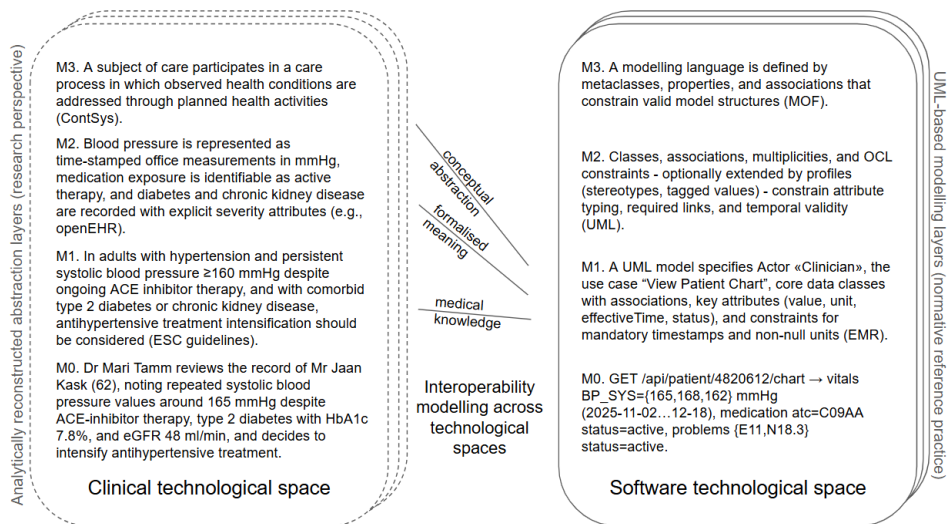 Analytically reconstructed abstraction layers (research perspective)
M3. A subject of care participates in a care
process in which observed health conditions are
addressed through planned health activities
(ContSys).
M2. Blood pressure is represented as
time-stamped office measurements in mmHg,
medication exposure is identifiable as active
therapy, and diabetes and chronic kidney disease
are recorded with explicit severity attributes (e.g.,
openEHR).
M1. In adults with hypertension and persistent
systolic blood pressure ≥160 mmHg despite
ongoing ACE inhibitor therapy, and with comorbid
type 2 diabetes or chronic kidney disease,
antihypertensive treatment intensification should
be considered (ESC guidelines).
M0. Dr Mari Tamm reviews the record of Mr Jaan
Kask (62), noting repeated systolic blood
pressure values around 165 mmHg despite
ACE-inhibitor therapy, type 2 diabetes with HbA1c
7.8%, and eGFR 48 ml/min, and decides to
intensify antihypertensive treatment.
Clinical technological space
conceptual
abstraction
formalised
meaning
medical
knowledge
Interoperability
modelling across
technological
spaces
M3. A modelling language is defined by
metaclasses, properties, and associations that
constrain valid model structures (MOF).
M2. Classes, associations, multiplicities, and OCL
constraints - optionally extended by profiles
(stereotypes, tagged values) - constrain attribute
typing, required links, and temporal validity
(UML).
M1. A UML model specifies Actor «Clinician», the
use case “View Patient Chart”, core data classes
with associations, key attributes (value, unit,
effectiveTime, status), and constraints for
mandatory timestamps and non-null units (EMR).
M0. GET /api/patient/4820612/chart → vitals
BP_SYS={165,168,162} mmHg
(2025-11-02…12-18), medication atc=C09AA
status=active, problems {E11,N18.3}
status=active.
Software technological space
UML-based modelling layers (normative reference practice)